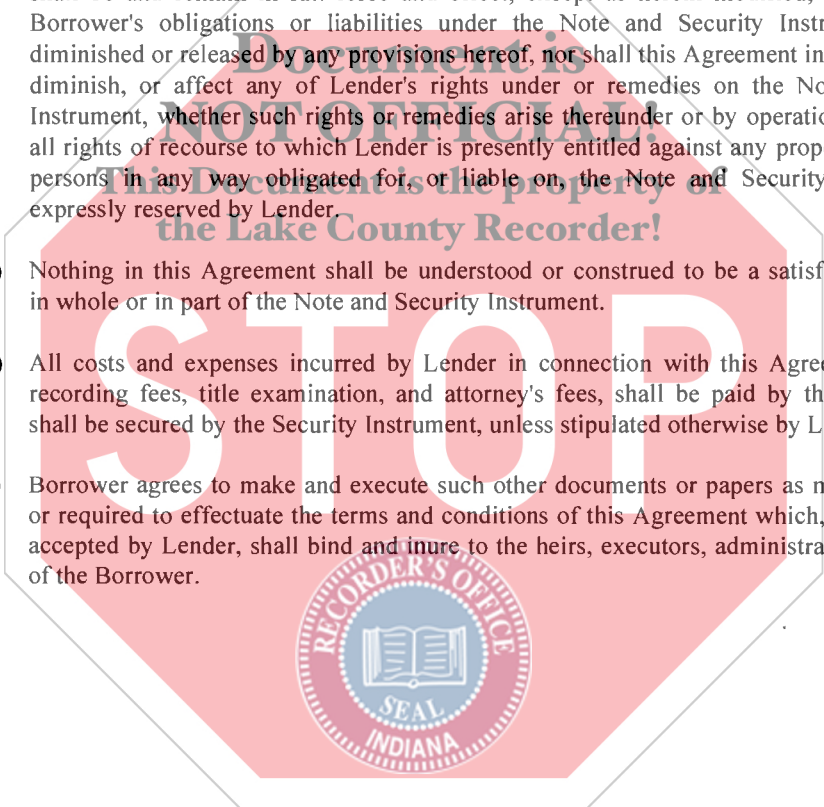 Borrower's obligations or liabilities under the Note and Security Instr
Document is
diminished or released by any provisions hereof, nor shall this Agreement in
diminish, or affect any of Lender's rights under or remedies on the No
NOT OFFICIAL!
Instrument, whether such rights or remedies arise thereunder or by operatio
all rights of recourse to which Lender is presently entitled against any prop
This Document is the property of
persons in any way obligated for, or liable on, the Note and Security
expressly reserved by Lender.
the Lake County Recorder!
Nothing in this Agreement shall be understood or construed to be a satisf
in whole or in part of the Note and Security Instrument.
STOP
All costs and expenses incurred by Lender in connection with this Agree
recording fees, title examination, and attorney's fees, shall be paid by th
shall be secured by the Security Instrument, unless stipulated otherwise by L
Borrower agrees to make and execute such other documents or papers as
or required to effectuate the terms and conditions of this Agreement which,
accepted by Lender, shall bind and inure to the heirs, executors, administra
of the Borrower.
RECORDER'S OFFICE
SEAL
INDIANA